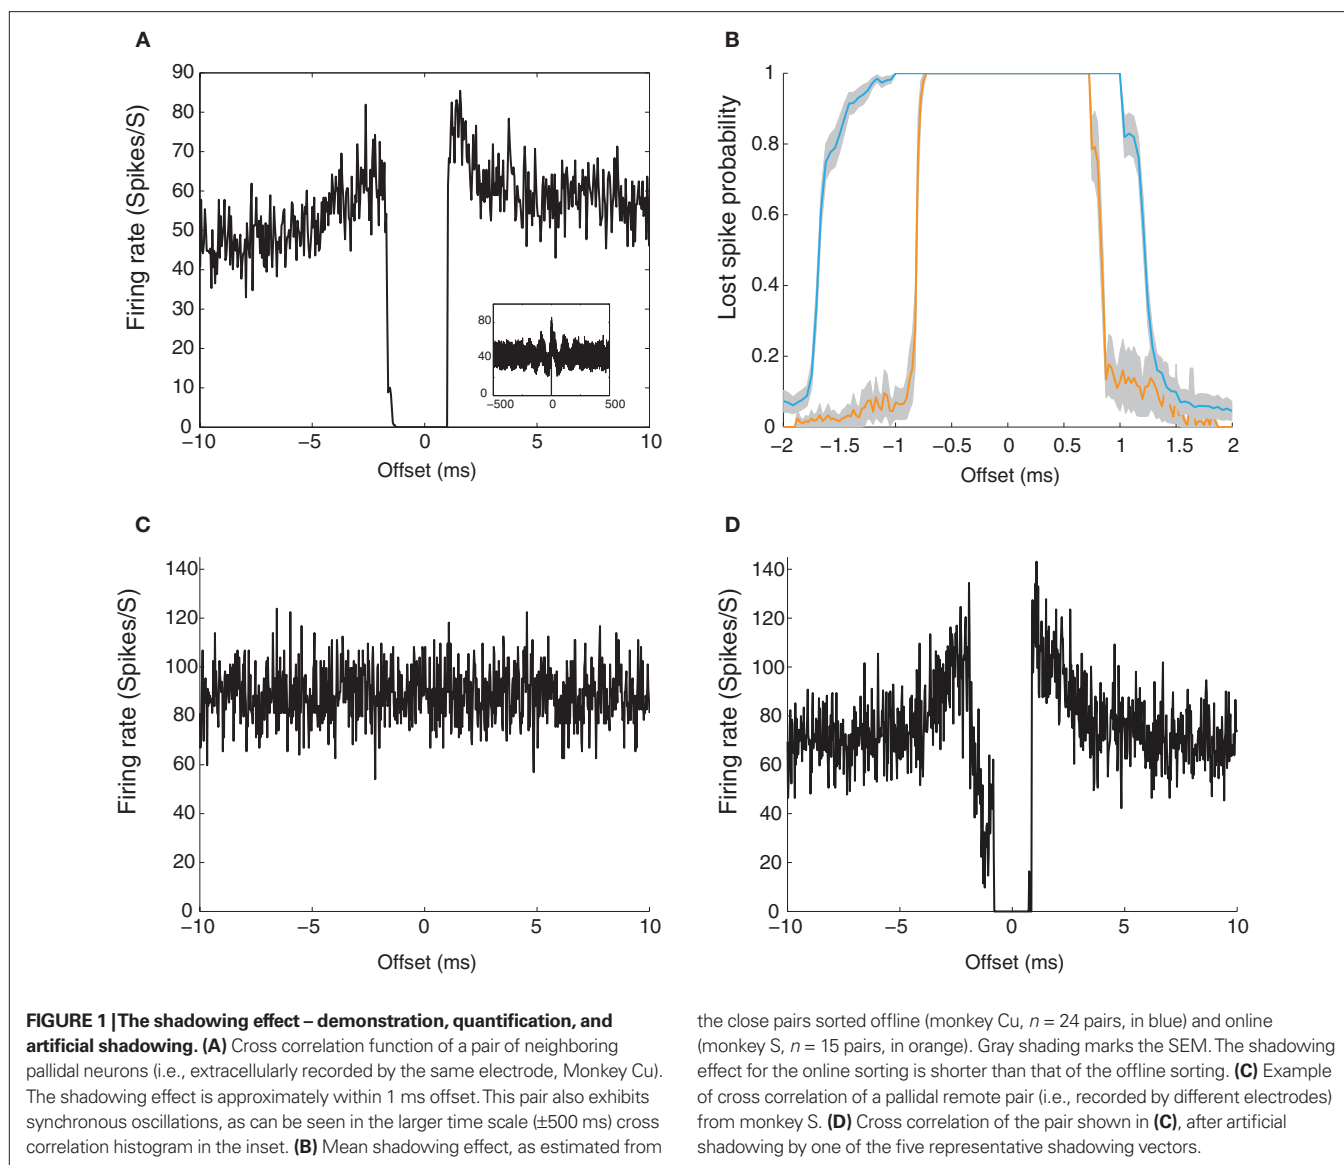 A
90
80
70
60
50
40
30
20
10
0
Firing rate (Spikes/S)
−10
−5
0
5
10
Offset (ms)
80
40
0
−500
0
500
B
1
0.8
0.6
0.4
0.2
0
Lost spike probability
−2
−1.5
−1
−0.5
0
0.5
1
1.5
2
Offset (ms)
C
140
120
100
80
60
40
20
0
Firing rate (Spikes/S)
−10
−5
0
5
10
Offset (ms)
D
140
120
100
80
60
40
20
0
Firing rate (Spikes/S)
−10
−5
0
5
10
Offset (ms)
FIGURE 1 | The shadowing effect – demonstration, quantification, and
artificial shadowing. (A) Cross correlation function of a pair of neighboring
pallidal neurons (i.e., extracellularly recorded by the same electrode, Monkey Cu).
The shadowing effect is approximately within 1 ms offset. This pair also exhibits
synchronous oscillations, as can be seen in the larger time scale (±500 ms) cross
correlation histogram in the inset. (B) Mean shadowing effect, as estimated from
the close pairs sorted offline (monkey Cu, n = 24 pairs, in blue) and online
(monkey S, n = 15 pairs, in orange). Gray shading marks the SEM. The shadowing
effect for the online sorting is shorter than that of the offline sorting. (C) Example
of cross correlation of a pallidal remote pair (i.e., recorded by different electrodes)
from monkey S. (D) Cross correlation of the pair shown in (C), after artificial
shadowing by one of the five representative shadowing vectors.